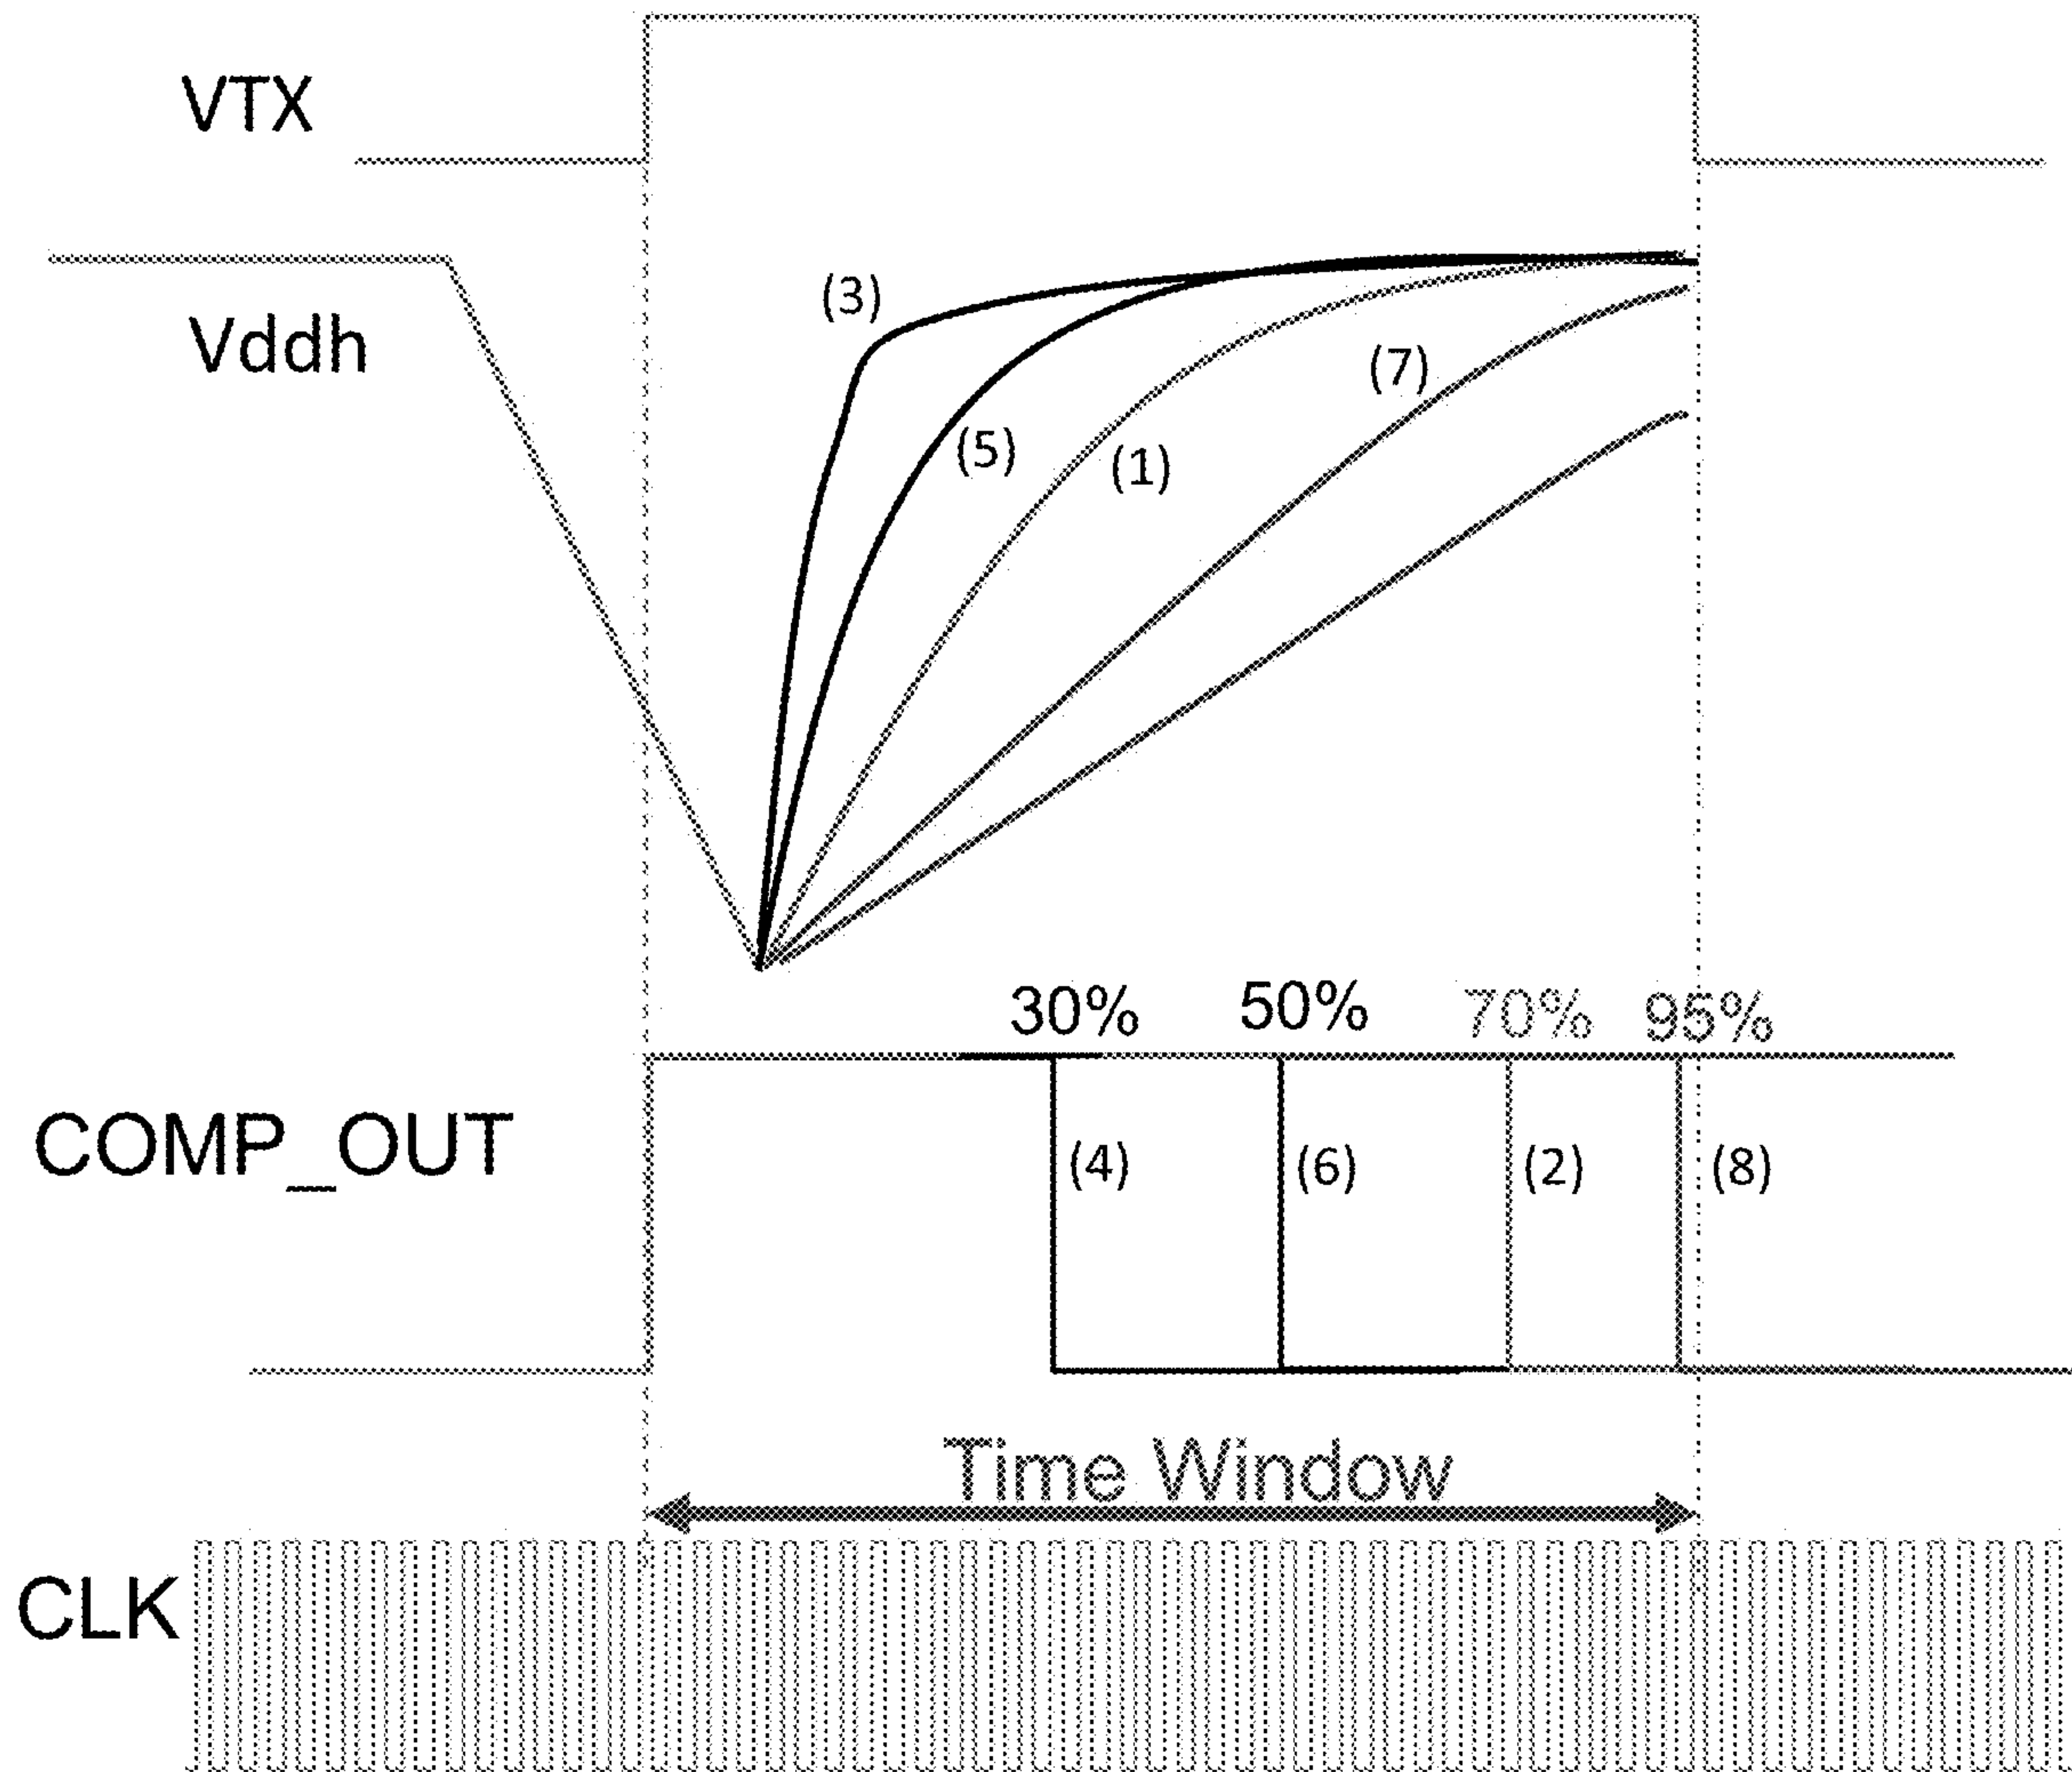 VTX
Vddh
(3)
(5)
(1)
(7)
30% 50% 70% 95%
COMP_OUT
(4) (6) (2) (8)
Time Window
CLK